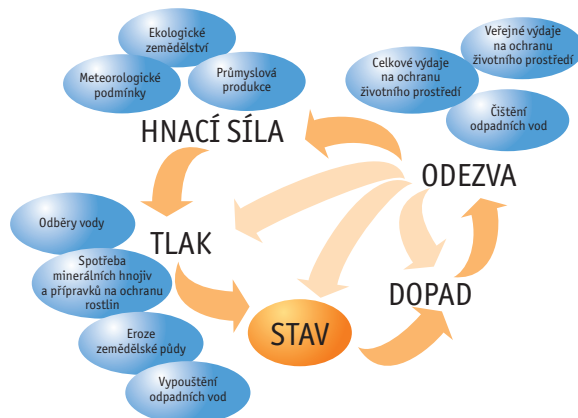 Ekologické
zemědělství
Meteorologické
podmínky
Průmyslová
produkce
HNACÍ SÍLA
Veřejné výdaje
na ochranu
životního prostředí
Celkové výdaje
na ochranu
životního prostředí
Čištění
odpadních vod
ODEZVA
Odběry vody
TLAK
Spotřeba
minerálních hnojiv
a přípravků na ochranu
rostlin
Eroze
zemědělské půdy
Vypouštění
odpadních vod
STAV
DOPAD